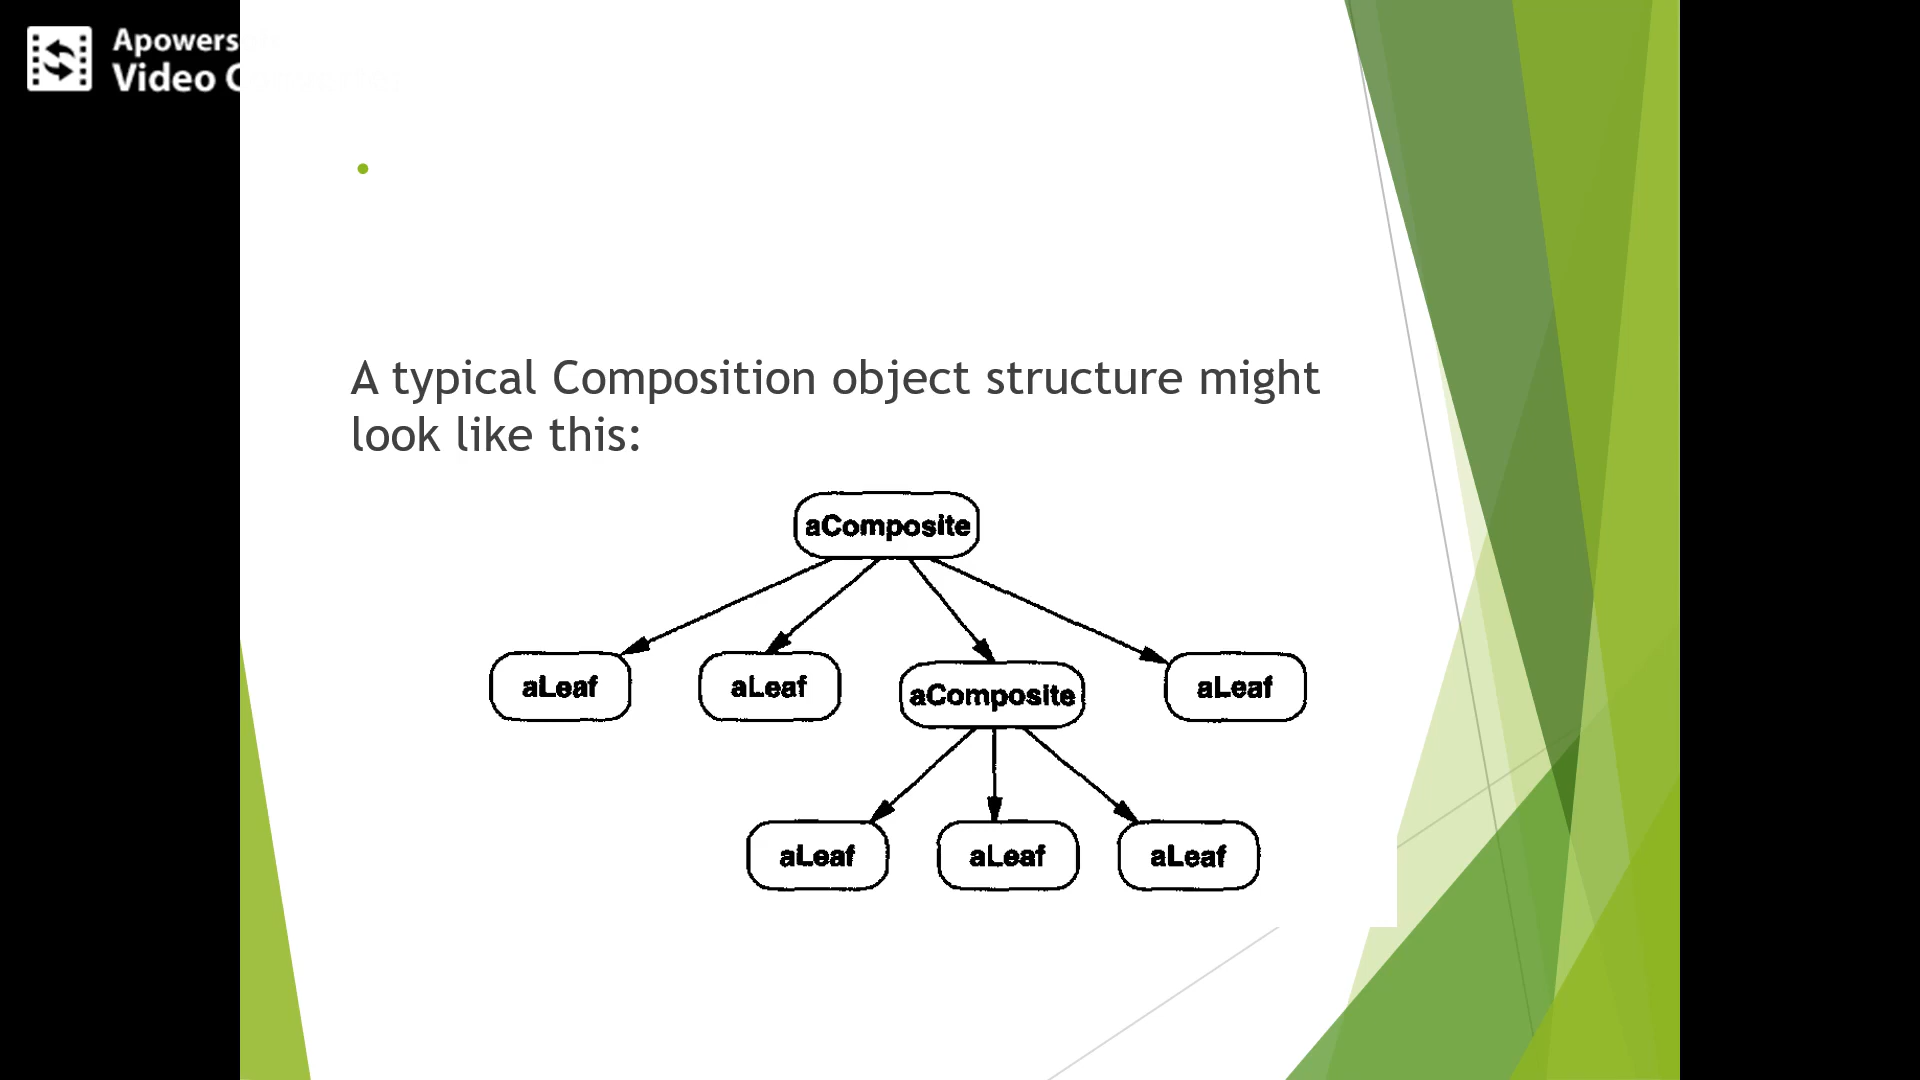 Apowers
Video C
A typical Composition object structure might
look like this:
aComposite
aLeaf
aLeaf
aComposite
aLeaf
aLeaf
aLeaf
aLeaf